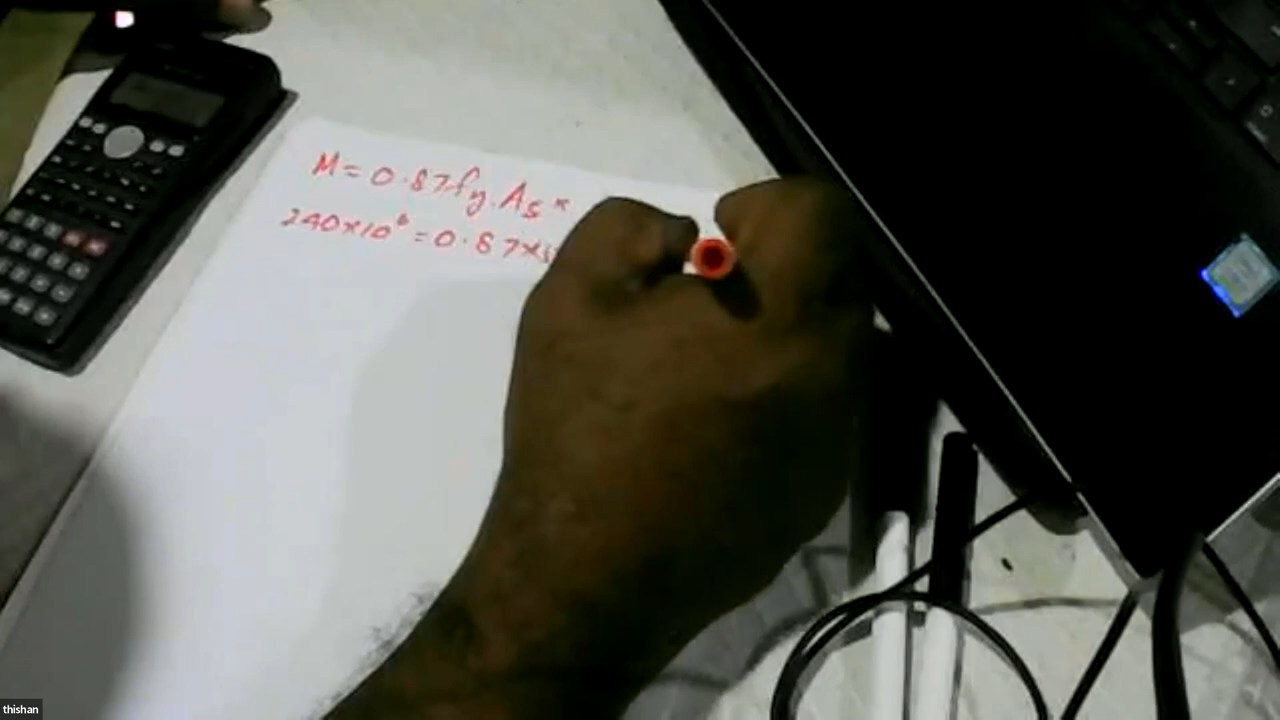 M = 0.87fy.As ×
240×10⁶ = 0.87×
thishan